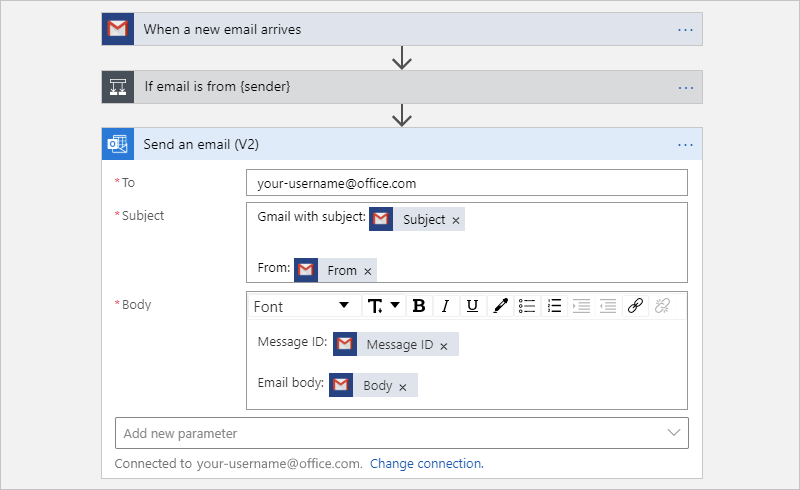 When a new email arrives ...
If email is from {sender} ...
Send an email (V2) ...
* To your-username@office.com
* Subject Gmail with subject: Subject ×
From: From ×
* Body Font T B I U
Message ID: Message ID ×
Email body: Body ×
Add new parameter
Connected to your-username@office.com. Change connection.